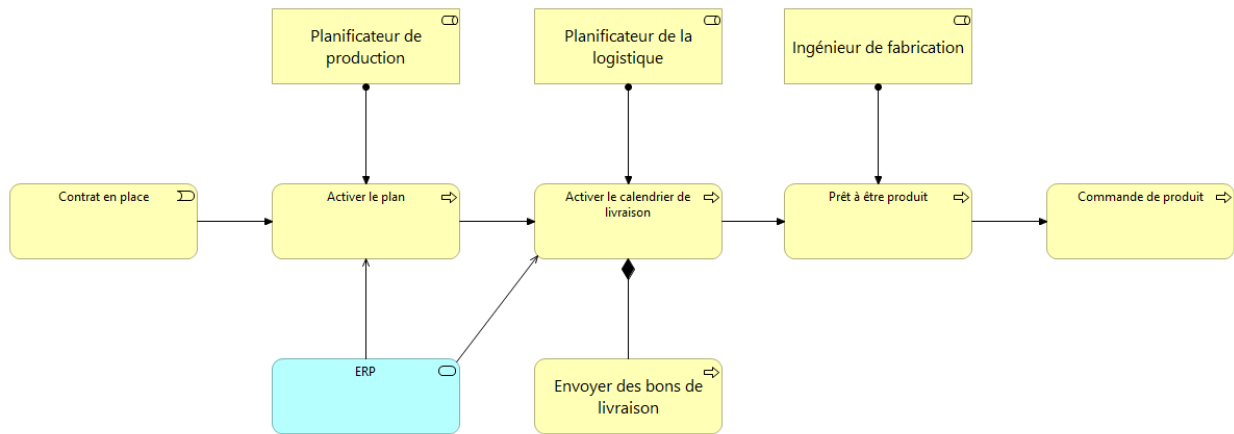 Planificateur de
production
Planificateur de la
logistique
Ingénieur de fabrication
Contrat en place
Activer le plan
Activer le calendrier de
livraison
Prêt à être produit
Commande de produit
ERP
Envoyer des bons de
livraison